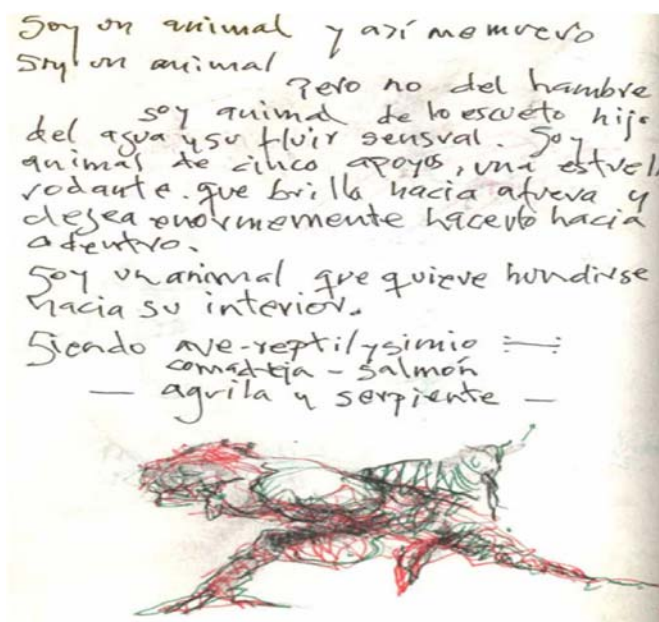 Soy un animal y así me muevo
Soy un animal
Pero no del hambre
soy animal de lo escueto hijo
del agua y su fluir sensual. Soy
animal de cinco apoyos, una estrell
rodante. que brilla hacia afuera y
desea enormemente hacerlo hacia
adentro.
Soy un animal que quiere hundirse
hacia su interior.
Siendo ave-reptil y simio
comadreja - salmón
— aguila y serpiente —